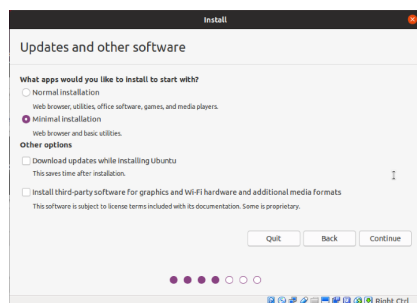 Install
Updates and other software
What apps would you like to install to start with?
Normal installation
Web browser, utilities, office software, games, and media players.
Minimal installation
Web browser and basic utilities.
Other options
Download updates while installing Ubuntu
This saves time after installation.
Install third-party software for graphics and Wi-Fi hardware and additional media formats
This software is subject to license terms included with its documentation. Some is proprietary.
Quit Back Continue
Right Ctrl